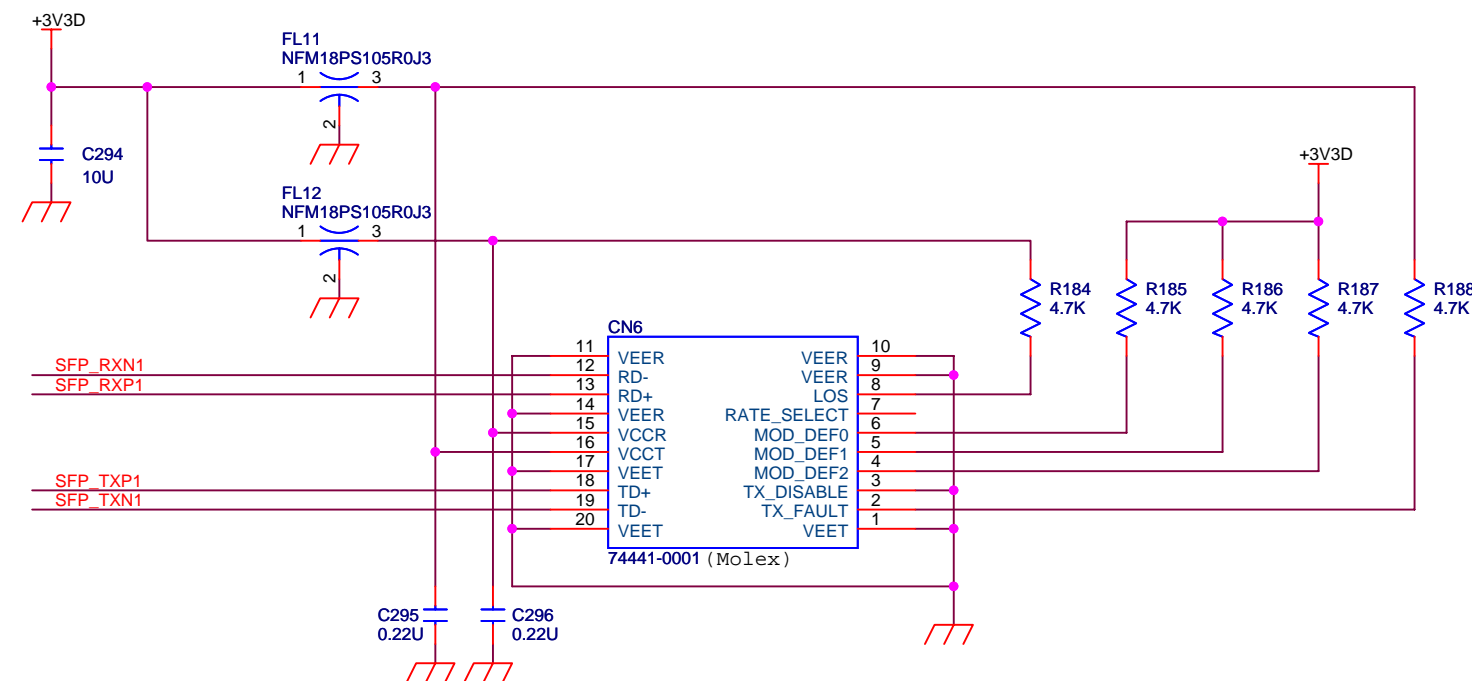 +3V3D
FL11
NFM18PS105R0J3
1 3
2
C294
10U
+3V3D
FL12
NFM18PS105R0J3
1 3
2
R184
4.7K
R185
4.7K
R186
4.7K
R187
4.7K
R188
4.7K
CN6
11 VEER VEER 10
SFP_RXN1 12 RD- VEER 9
SFP_RXP1 13 RD+ LOS 8
14 VEER RATE_SELECT 7
15 VCCR MOD_DEF0 6
16 VCCT MOD_DEF1 5
17 VEET MOD_DEF2 4
SFP_TXP1 18 TD+ TX_DISABLE 3
SFP_TXN1 19 TD- TX_FAULT 2
20 VEET VEET 1
74441-0001 (Molex)
C295
0.22U
C296
0.22U